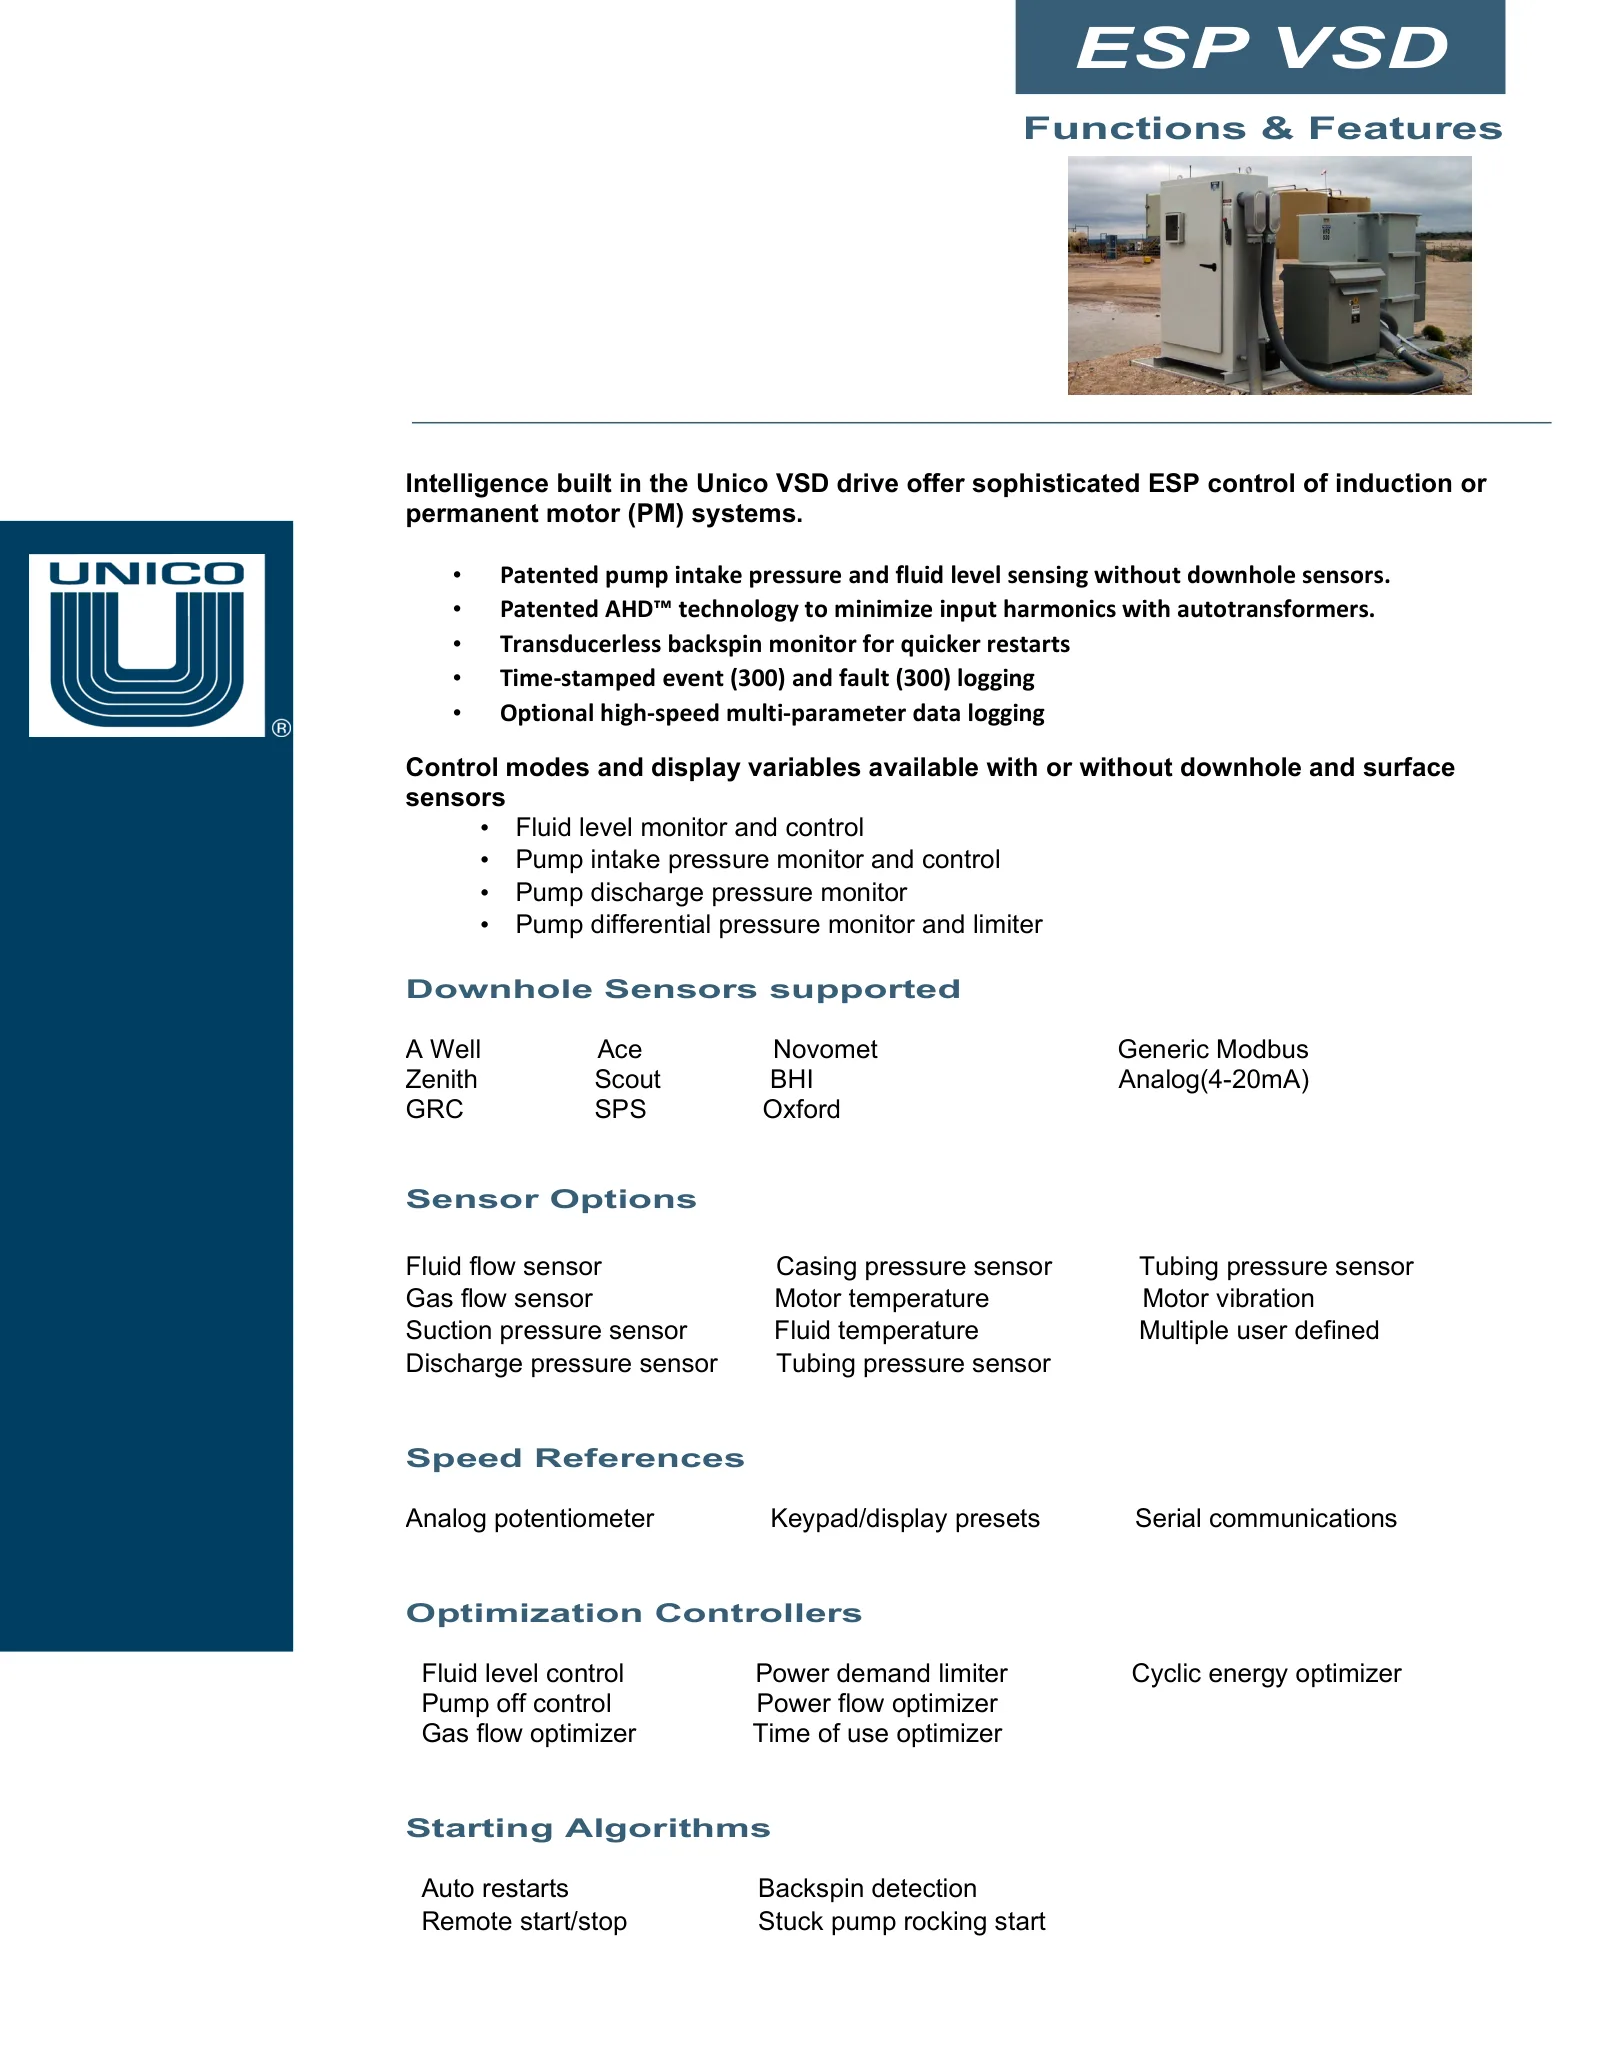 ESP VSD
Functions & Features
UNICO
®
Intelligence built in the Unico VSD drive offer sophisticated ESP control of induction or
permanent motor (PM) systems.
• Patented pump intake pressure and fluid level sensing without downhole sensors.
• Patented AHD™ technology to minimize input harmonics with autotransformers.
• Transducerless backspin monitor for quicker restarts
• Time-stamped event (300) and fault (300) logging
• Optional high-speed multi-parameter data logging
Control modes and display variables available with or without downhole and surface
sensors
• Fluid level monitor and control
• Pump intake pressure monitor and control
• Pump discharge pressure monitor
• Pump differential pressure monitor and limiter
Downhole Sensors supported
A Well Ace Novomet Generic Modbus
Zenith Scout BHI Analog(4-20mA)
GRC SPS Oxford
Sensor Options
Fluid flow sensor Casing pressure sensor Tubing pressure sensor
Gas flow sensor Motor temperature Motor vibration
Suction pressure sensor Fluid temperature Multiple user defined
Discharge pressure sensor Tubing pressure sensor
Speed References
Analog potentiometer Keypad/display presets Serial communications
Optimization Controllers
Fluid level control Power demand limiter Cyclic energy optimizer
Pump off control Power flow optimizer
Gas flow optimizer Time of use optimizer
Starting Algorithms
Auto restarts Backspin detection
Remote start/stop Stuck pump rocking start